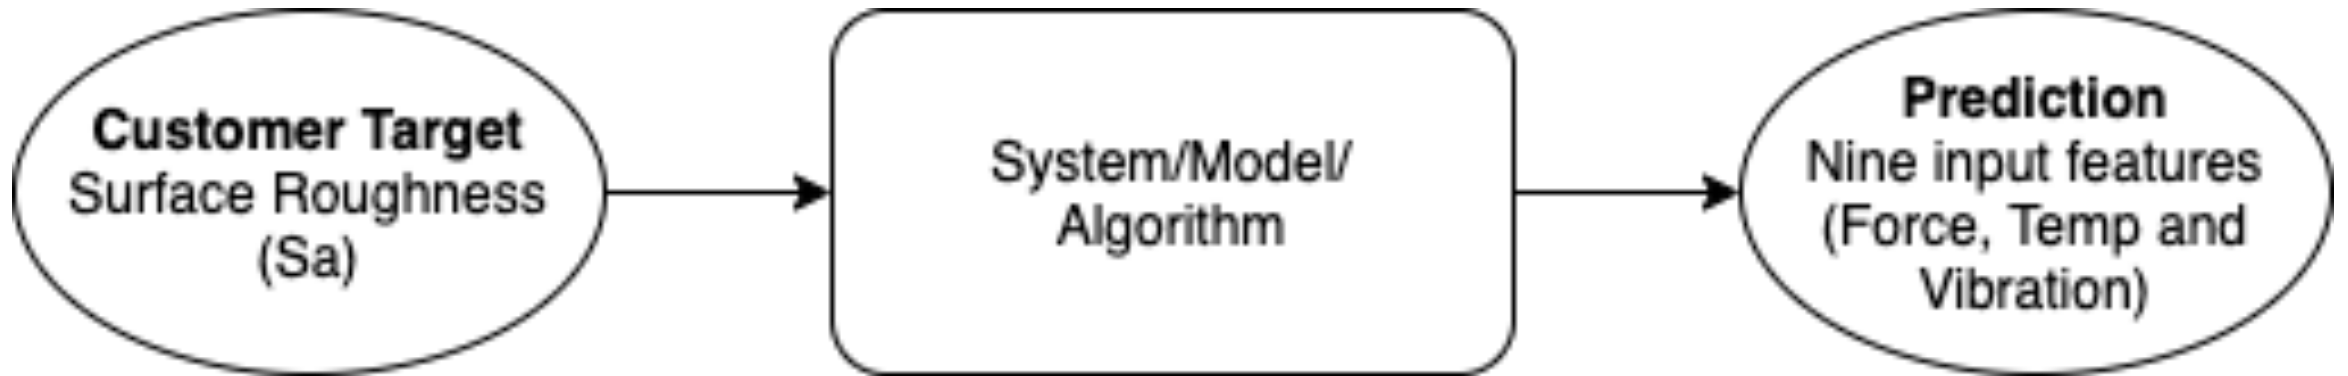 Customer Target
Surface Roughness
(Sa)
System/Model/
Algorithm
Prediction
Nine input features
(Force, Temp and
Vibration)